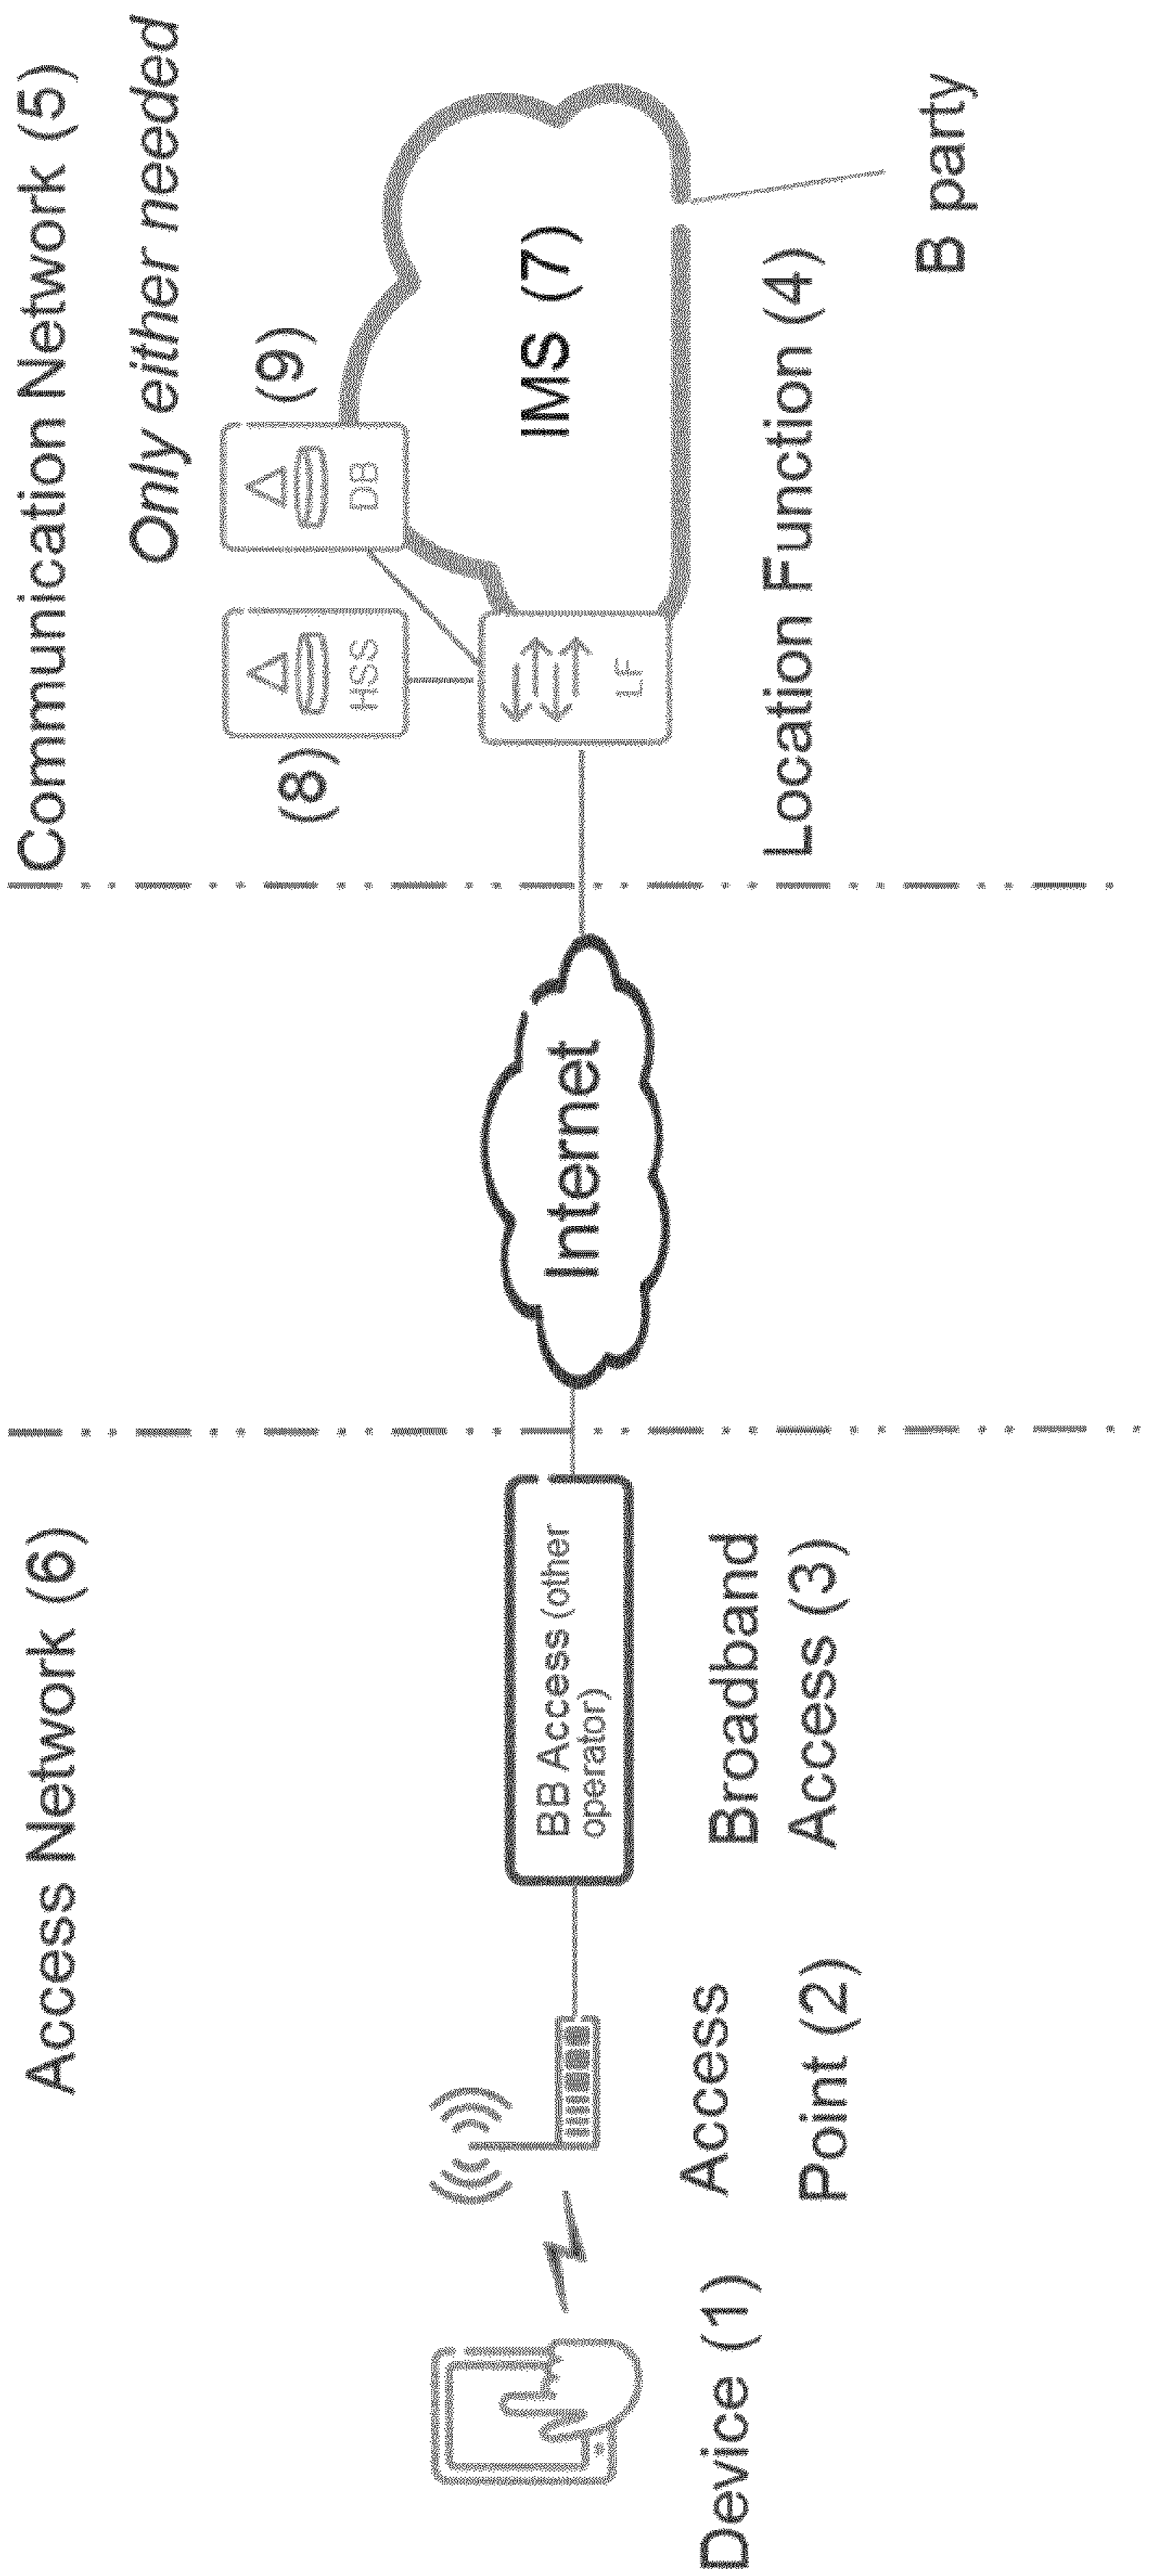 Access Network (6)
Communication Network (5)
Only either needed
(8)
HSS
(9)
DB
LF
IMS (7)
Internet
BB Access (other
operator)
Device (1)
Access
Point (2)
Broadband
Access (3)
Location Function (4)
B party